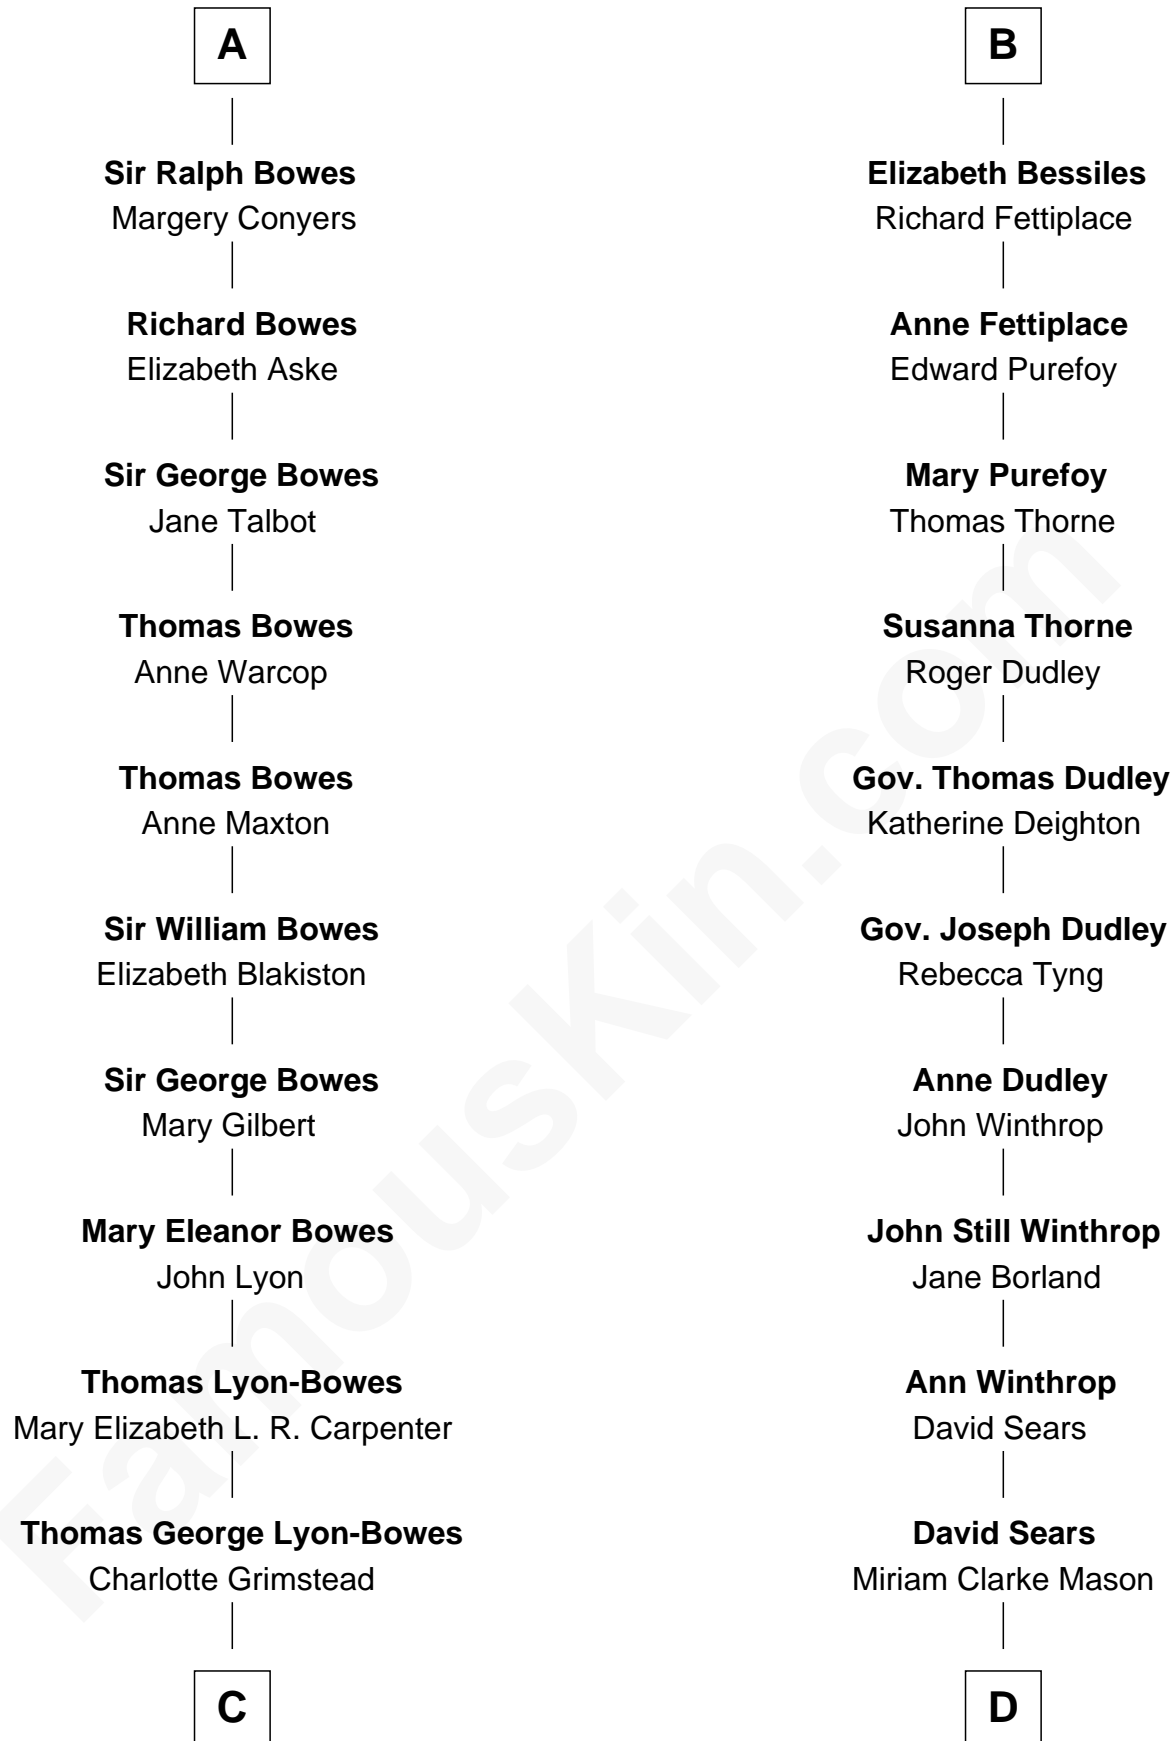 A
Sir Ralph Bowes
Margery Conyers
Richard Bowes
Elizabeth Aske
Sir George Bowes
Jane Talbot
Thomas Bowes
Anne Warcop
Thomas Bowes
Anne Maxton
Sir William Bowes
Elizabeth Blakiston
Sir George Bowes
Mary Gilbert
Mary Eleanor Bowes
John Lyon
Thomas Lyon-Bowes
Mary Elizabeth L. R. Carpenter
Thomas George Lyon-Bowes
Charlotte Grimstead
C
B
Elizabeth Bessiles
Richard Fettiplace
Anne Fettiplace
Edward Purefoy
Mary Purefoy
Thomas Thorne
Susanna Thorne
Roger Dudley
Gov. Thomas Dudley
Katherine Deighton
Gov. Joseph Dudley
Rebecca Tyng
Anne Dudley
John Winthrop
John Still Winthrop
Jane Borland
Ann Winthrop
David Sears
David Sears
Miriam Clarke Mason
D
FamousKin.com